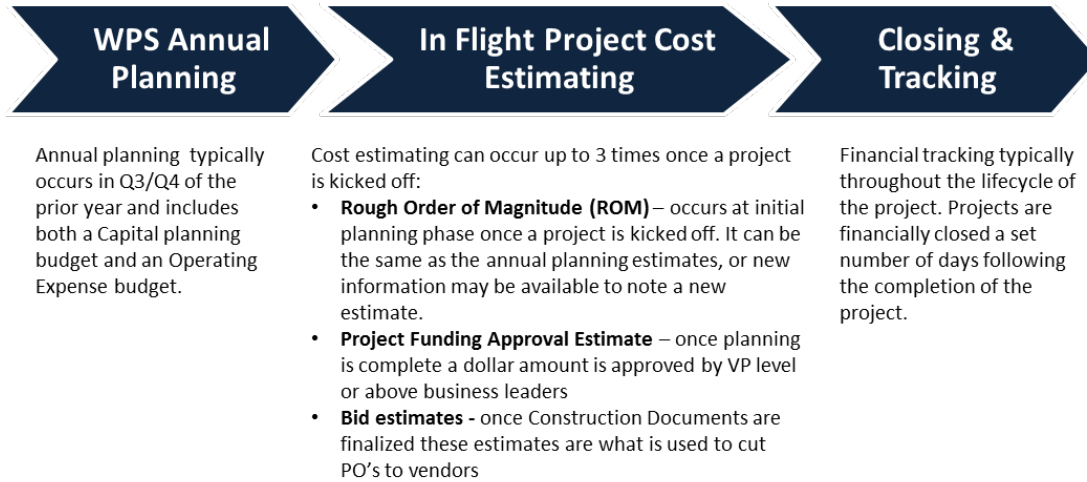 WPS Annual
Planning
In Flight Project Cost
Estimating
Closing &
Tracking
Annual planning typically
occurs in Q3/Q4 of the
prior year and includes
both a Capital planning
budget and an Operating
Expense budget.
Cost estimating can occur up to 3 times once a project
is kicked off:
• Rough Order of Magnitude (ROM) – occurs at initial
planning phase once a project is kicked off. It can be
the same as the annual planning estimates, or new
information may be available to note a new
estimate.
• Project Funding Approval Estimate – once planning
is complete a dollar amount is approved by VP level
or above business leaders
• Bid estimates - once Construction Documents are
finalized these estimates are what is used to cut
PO's to vendors
Financial tracking typically
throughout the lifecycle of
the project. Projects are
financially closed a set
number of days following
the completion of the
project.